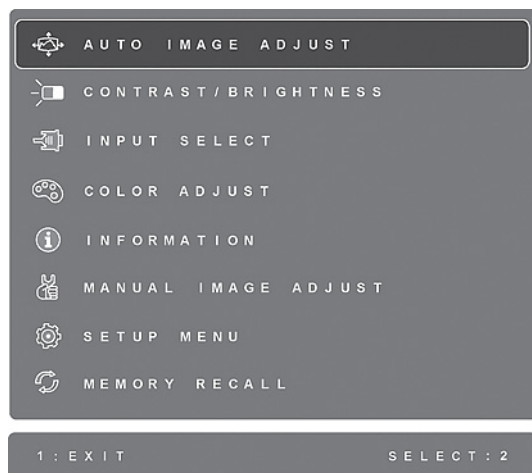 AUTO IMAGE ADJUST
CONTRAST/BRIGHTNESS
INPUT SELECT
COLOR ADJUST
INFORMATION
MANUAL IMAGE ADJUST
SETUP MENU
MEMORY RECALL
1:EXIT SELECT:2